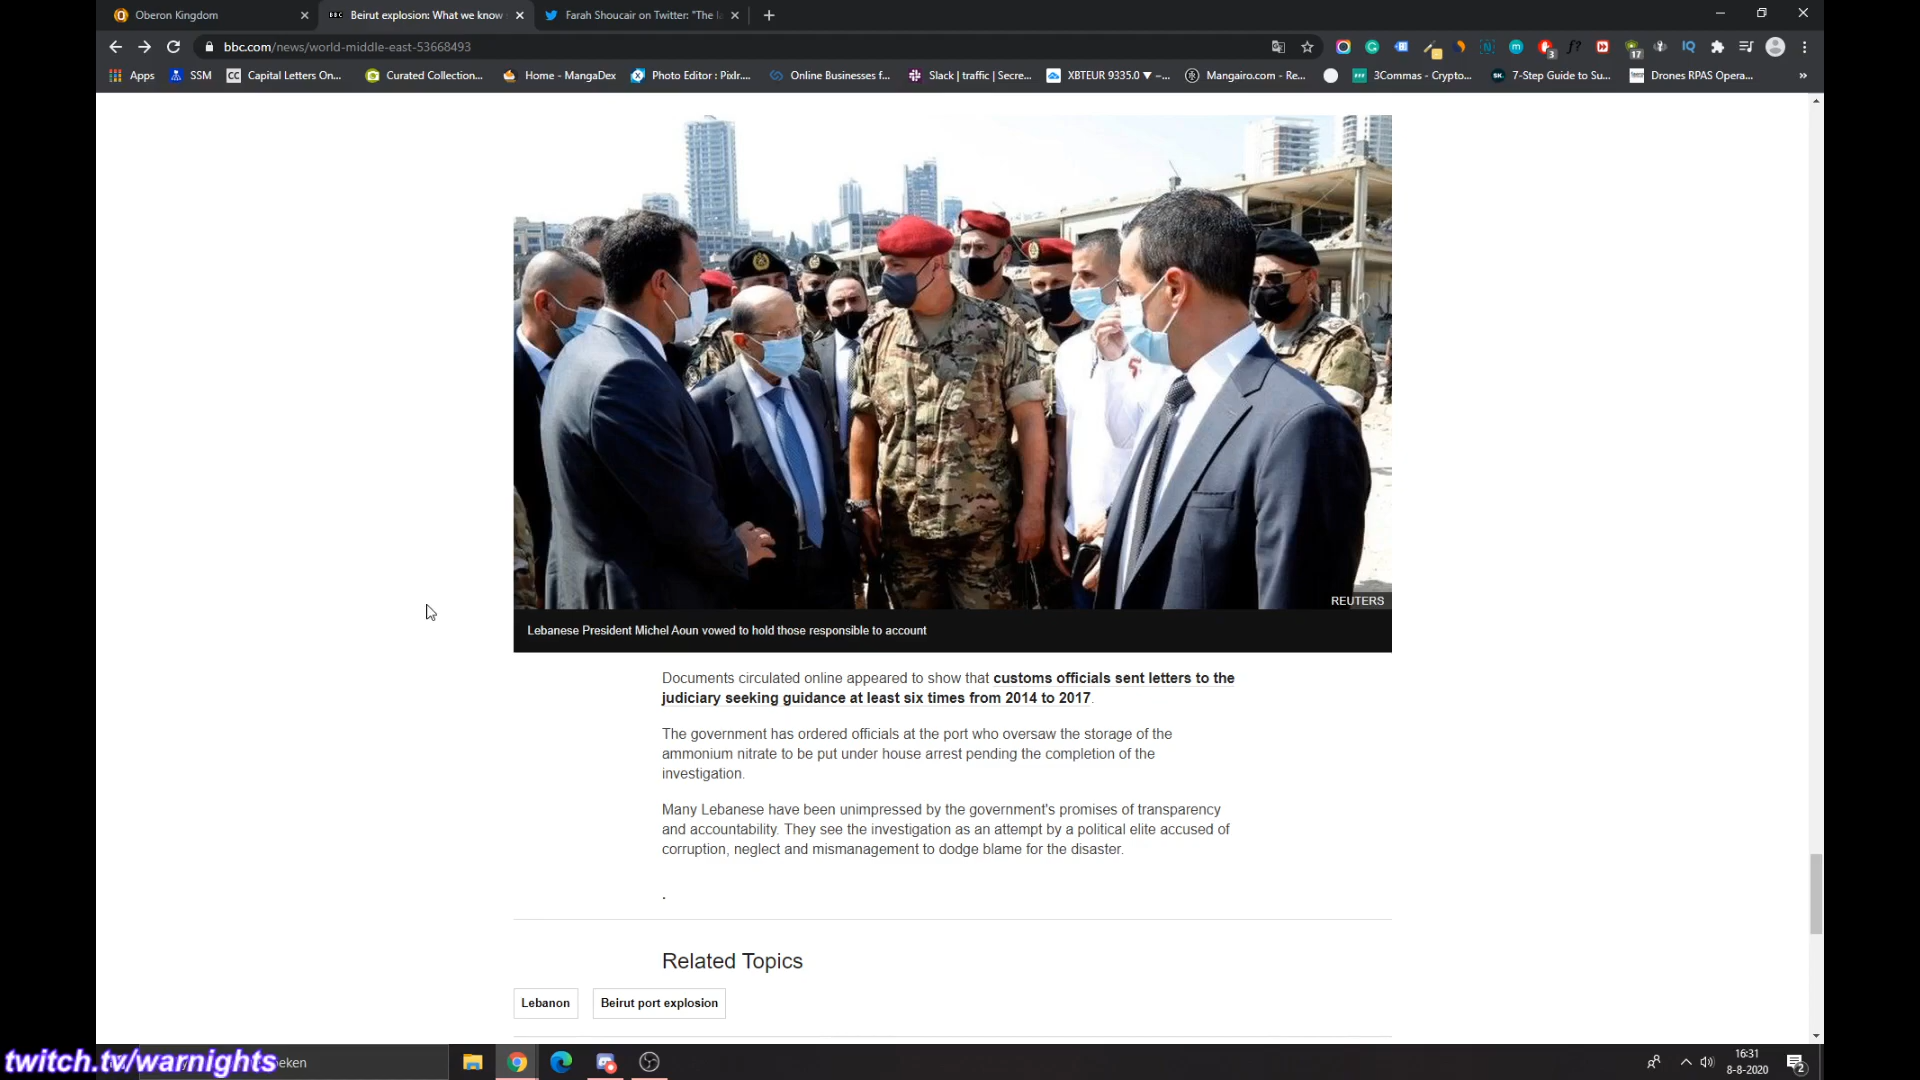 Oberon Kingdom
BBC Beirut explosion: What we know
Farah Shoucair on Twitter: "The l
bbc.com/news/world-middle-east-53668493
3
17
IQ
Apps
SSM
CC Capital Letters On...
Curated Collection...
Home - MangaDex
Photo Editor : Pixlr....
Online Businesses f...
Slack | traffic | Secre...
XBTEUR 9335.0 ▼ –...
Mangairo.com - Re...
3Commas - Crypto...
SK. 7-Step Guide to Su...
Drones RPAS Opera...
»
REUTERS
Lebanese President Michel Aoun vowed to hold those responsible to account
Documents circulated online appeared to show that customs officials sent letters to the
judiciary seeking guidance at least six times from 2014 to 2017.
The government has ordered officials at the port who oversaw the storage of the
ammonium nitrate to be put under house arrest pending the completion of the
investigation.
Many Lebanese have been unimpressed by the government's promises of transparency
and accountability. They see the investigation as an attempt by a political elite accused of
corruption, neglect and mismanagement to dodge blame for the disaster.
.
Related Topics
Lebanon
Beirut port explosion
twitch.tv/warnights
eken
16:31
8-8-2020
2